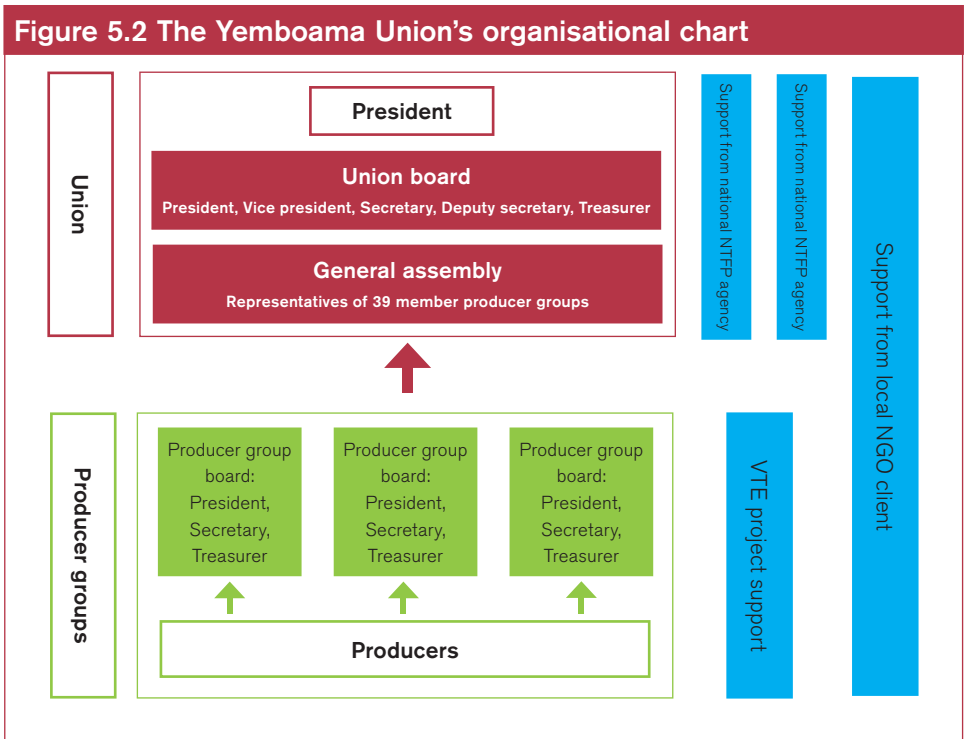 Figure 5.2 The Yemboama Union's organisational chart
Union
President
Union board
President, Vice president, Secretary, Deputy secretary, Treasurer
General assembly
Representatives of 39 member producer groups
Support from national NTFP agency
Support from national NTFP agency
Support from local NGO client
Producer groups
Producer group
board:
President,
Secretary,
Treasurer
Producer group
board:
President,
Secretary,
Treasurer
Producer group
board:
President,
Secretary,
Treasurer
Producers
VTE project support